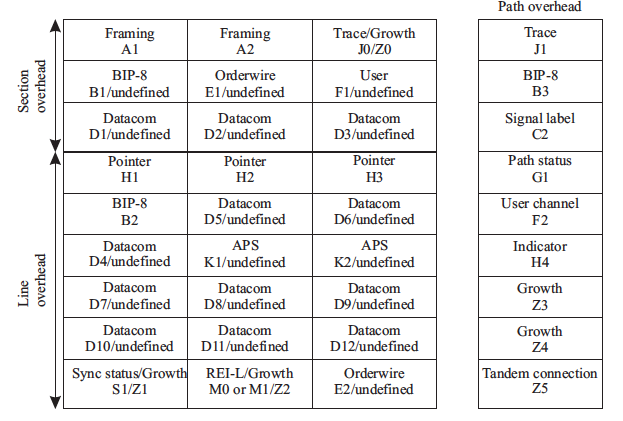 Path overhead
Framing
A1
Framing
A2
Trace/Growth
J0/Z0
Trace
J1
Section
overhead
BIP-8
B1/undefined
Orderwire
E1/undefined
User
F1/undefined
BIP-8
B3
Datacom
D1/undefined
Datacom
D2/undefined
Datacom
D3/undefined
Signal label
C2
Pointer
H1
Pointer
H2
Pointer
H3
Path status
G1
BIP-8
B2
Datacom
D5/undefined
Datacom
D6/undefined
User channel
F2
Line
overhead
Datacom
D4/undefined
APS
K1/undefined
APS
K2/undefined
Indicator
H4
Datacom
D7/undefined
Datacom
D8/undefined
Datacom
D9/undefined
Growth
Z3
Datacom
D10/undefined
Datacom
D11/undefined
Datacom
D12/undefined
Growth
Z4
Sync status/Growth
S1/Z1
REI-L/Growth
M0 or M1/Z2
Orderwire
E2/undefined
Tandem connection
Z5